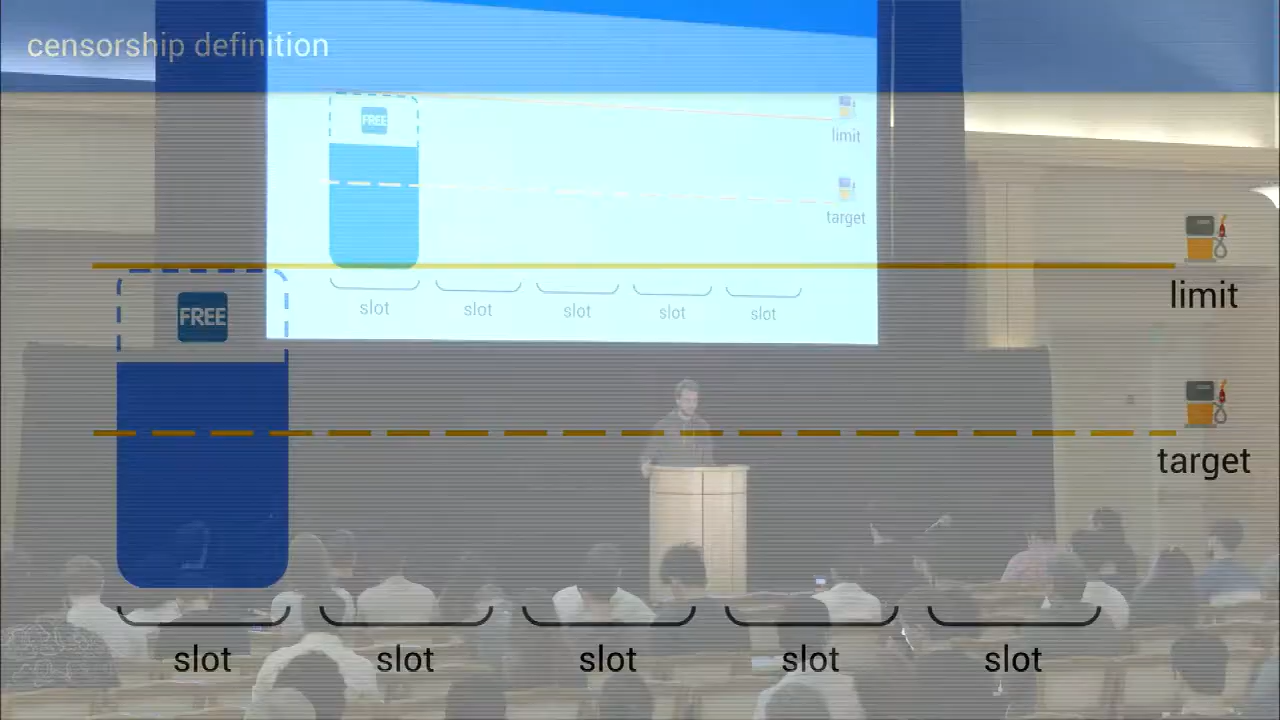 censorship definition
FREE
limit
target
slot slot slot slot slot
FREE
limit
target
slot slot slot slot slot